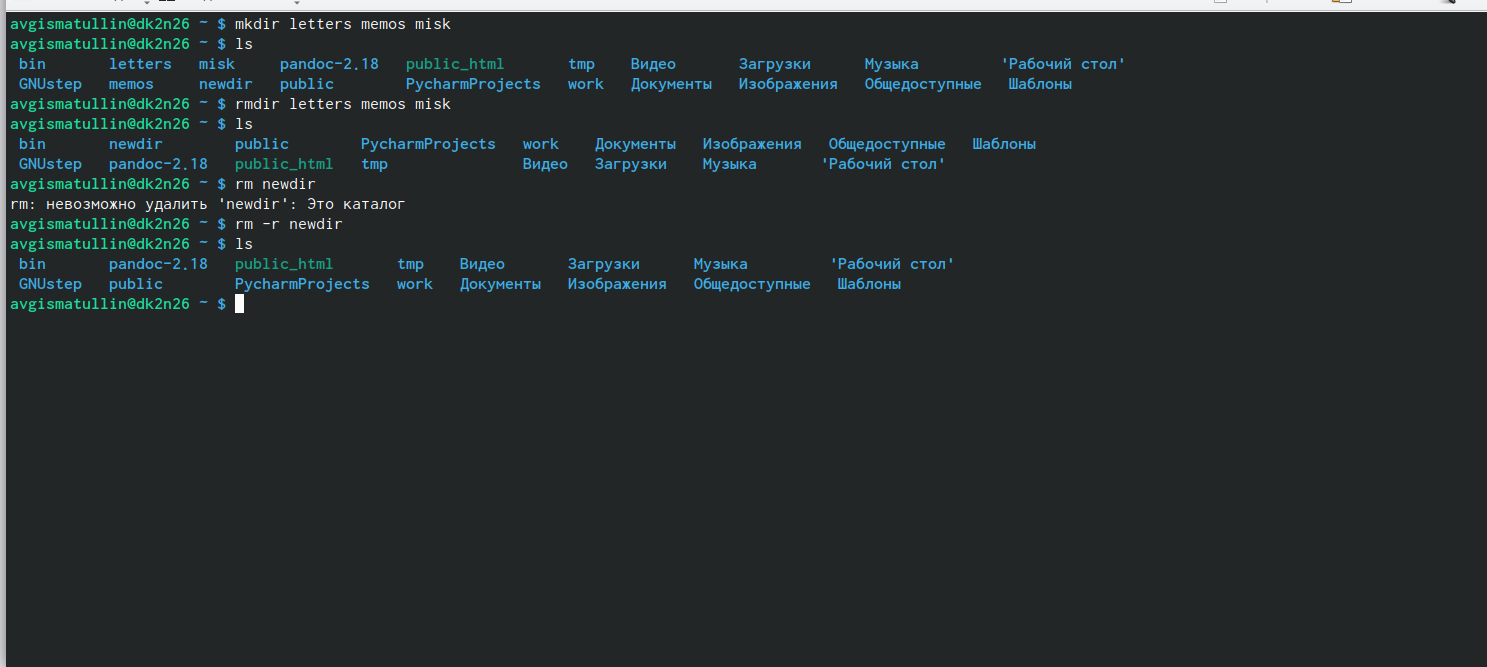 avgismatullin@dk2n26 ~ $ mkdir letters memos misk
avgismatullin@dk2n26 ~ $ ls
bin letters misk pandoc-2.18 public_html tmp Видео Загрузки Музыка 'Рабочий стол'
GNUstep memos newdir public PycharmProjects work Документы Изображения Общедоступные Шаблоны
avgismatullin@dk2n26 ~ $ rmdir letters memos misk
avgismatullin@dk2n26 ~ $ ls
bin newdir public PycharmProjects work Документы Изображения Общедоступные Шаблоны
GNUstep pandoc-2.18 public_html tmp Видео Загрузки Музыка 'Рабочий стол'
avgismatullin@dk2n26 ~ $ rm newdir
rm: невозможно удалить 'newdir': Это каталог
avgismatullin@dk2n26 ~ $ rm -r newdir
avgismatullin@dk2n26 ~ $ ls
bin pandoc-2.18 public_html tmp Видео Загрузки Музыка 'Рабочий стол'
GNUstep public PycharmProjects work Документы Изображения Общедоступные Шаблоны
avgismatullin@dk2n26 ~ $